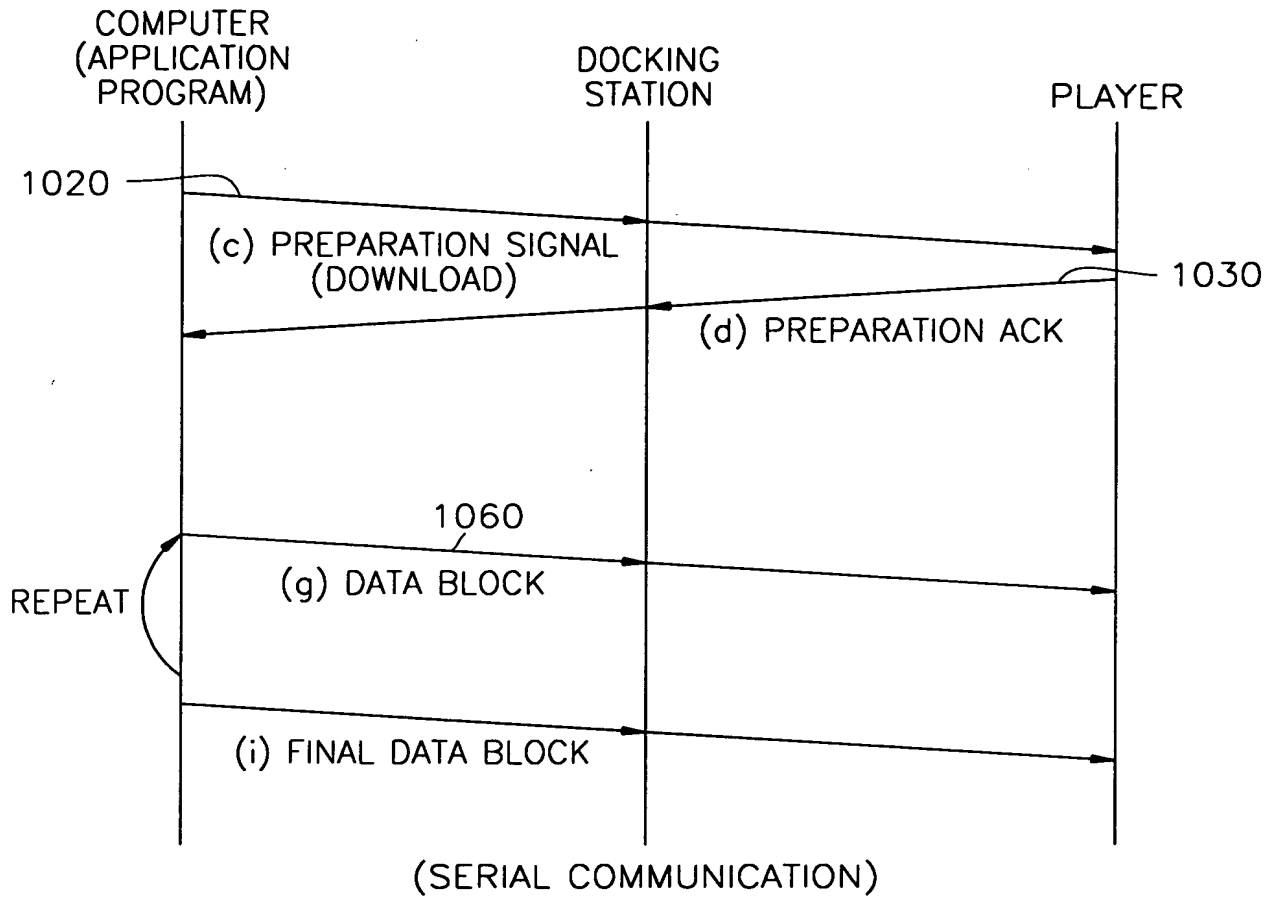 COMPUTER
(APPLICATION
PROGRAM)
DOCKING
STATION
PLAYER
1020
(c) PREPARATION SIGNAL
(DOWNLOAD)
1030
(d) PREPARATION ACK
1060
(g) DATA BLOCK
REPEAT
(i) FINAL DATA BLOCK
(SERIAL COMMUNICATION)